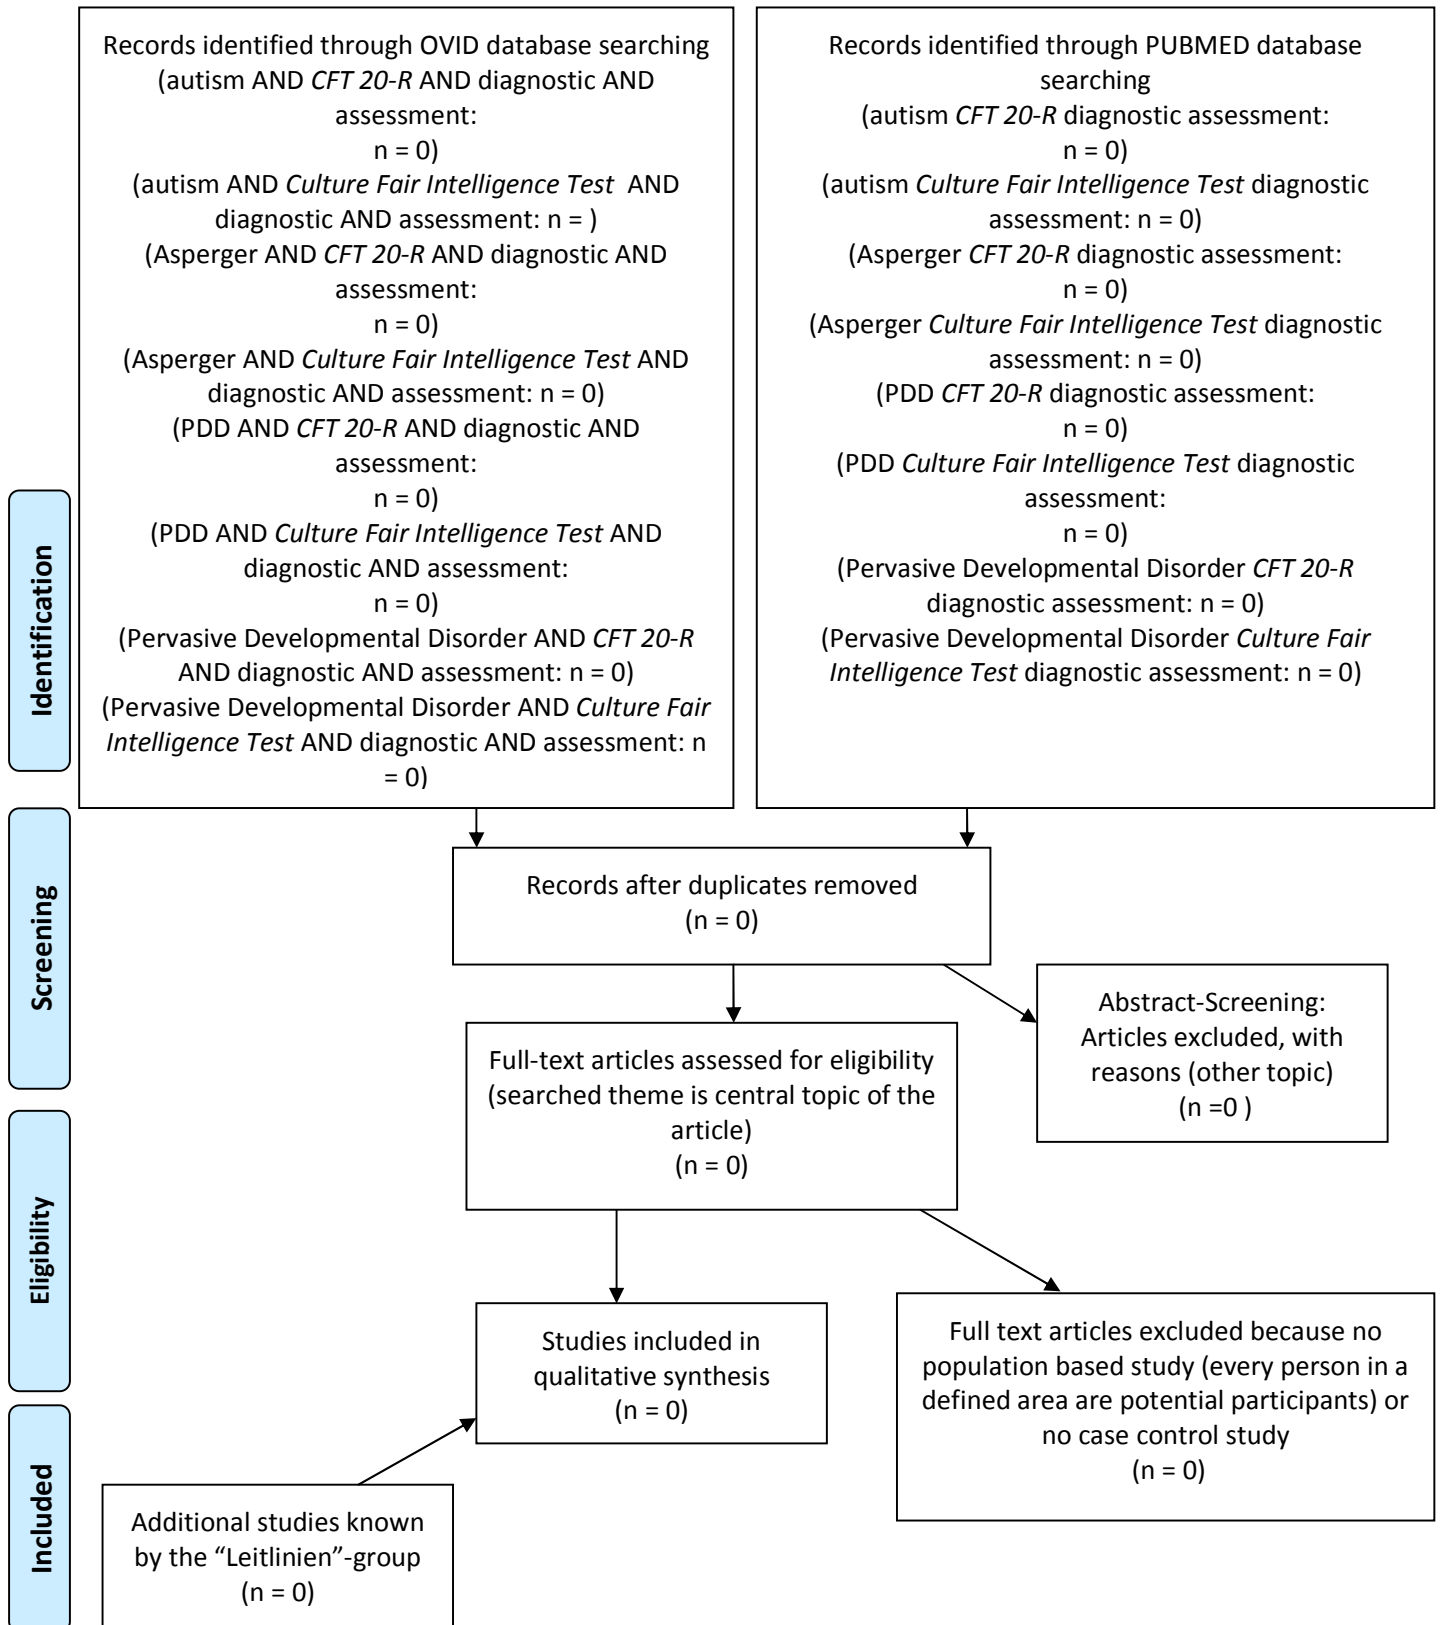 Records identified through OVID database searching
(autism AND CFT 20-R AND diagnostic AND
assessment:
n = 0)
(autism AND Culture Fair Intelligence Test AND
diagnostic AND assessment: n = )
(Asperger AND CFT 20-R AND diagnostic AND
assessment:
n = 0)
(Asperger AND Culture Fair Intelligence Test AND
diagnostic AND assessment: n = 0)
(PDD AND CFT 20-R AND diagnostic AND
assessment:
n = 0)
(PDD AND Culture Fair Intelligence Test AND
diagnostic AND assessment:
n = 0)
(Pervasive Developmental Disorder AND CFT 20-R
AND diagnostic AND assessment: n = 0)
(Pervasive Developmental Disorder AND Culture Fair
Intelligence Test AND diagnostic AND assessment: n
= 0)
Records identified through PUBMED database
searching
(autism CFT 20-R diagnostic assessment:
n = 0)
(autism Culture Fair Intelligence Test diagnostic
assessment: n = 0)
(Asperger CFT 20-R diagnostic assessment:
n = 0)
(Asperger Culture Fair Intelligence Test diagnostic
assessment: n = 0)
(PDD CFT 20-R diagnostic assessment:
n = 0)
(PDD Culture Fair Intelligence Test diagnostic
assessment:
n = 0)
(Pervasive Developmental Disorder CFT 20-R
diagnostic assessment: n = 0)
(Pervasive Developmental Disorder Culture Fair
Intelligence Test diagnostic assessment: n = 0)
Identification
Screening
Records after duplicates removed
(n = 0)
Abstract-Screening:
Articles excluded, with
reasons (other topic)
(n =0 )
Full-text articles assessed for eligibility
(searched theme is central topic of the
article)
(n = 0)
Eligibility
Studies included in
qualitative synthesis
(n = 0)
Full text articles excluded because no
population based study (every person in a
defined area are potential participants) or
no case control study
(n = 0)
Included
Additional studies known
by the “Leitlinien”-group
(n = 0)